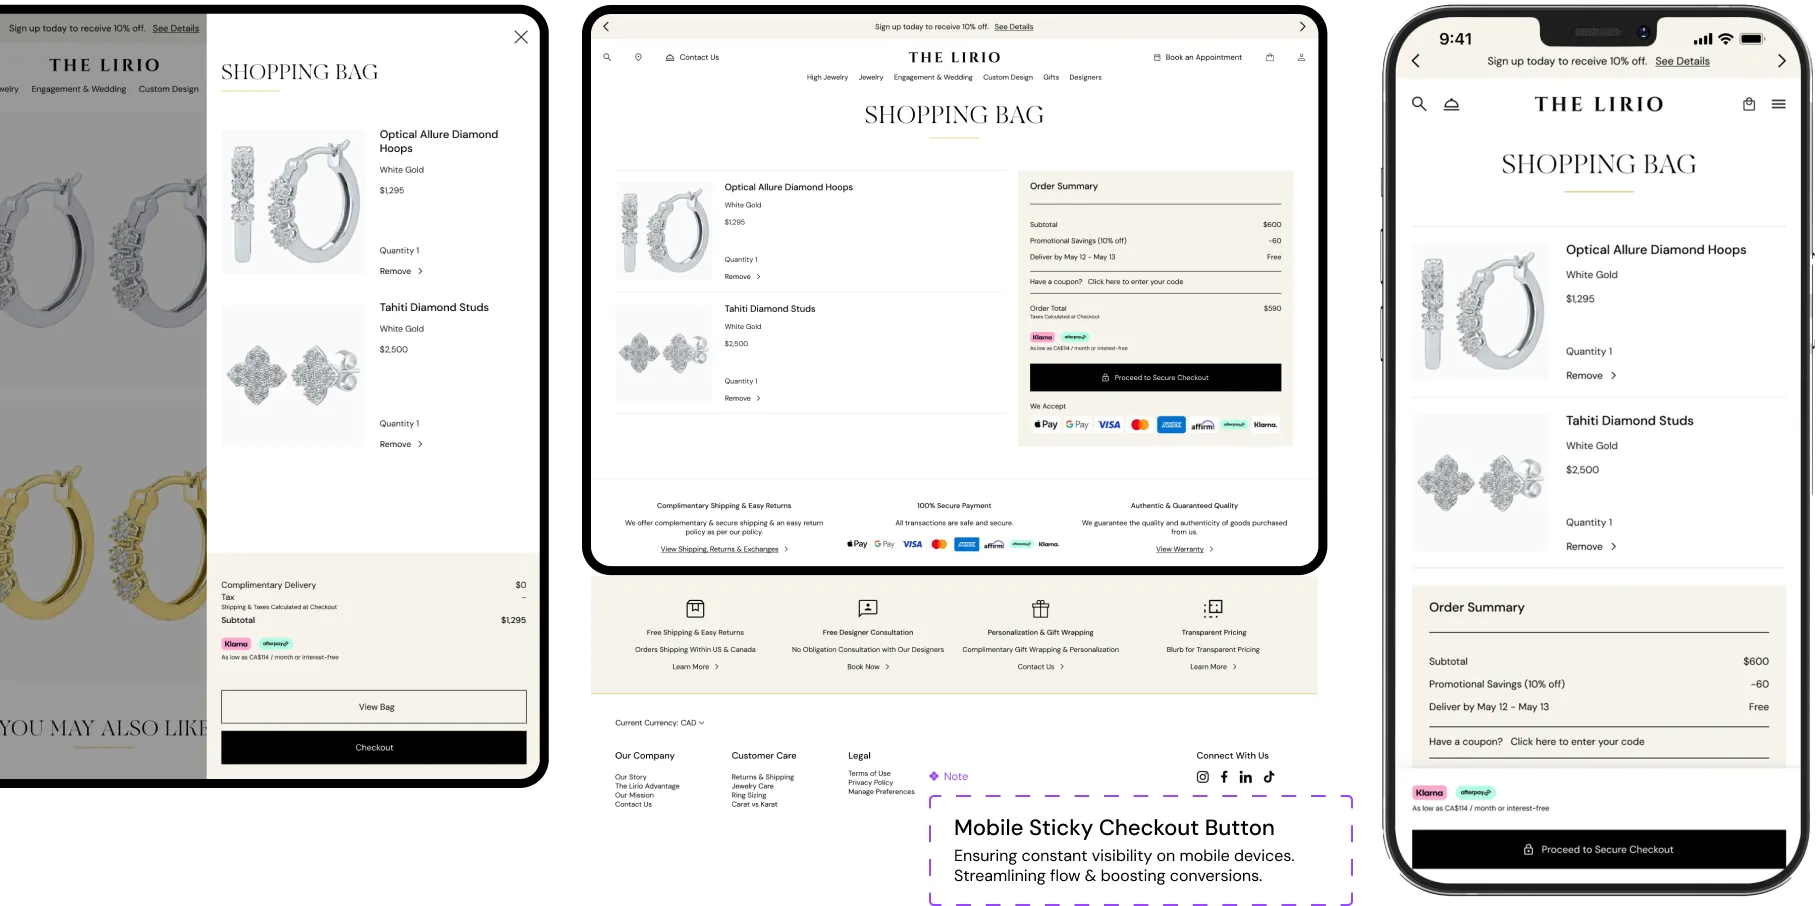 Sign up today to receive 10% off. See Details
THE LIRIO
welry Engagement & Wedding Custom Design
YOU MAY ALSO LIKE
SHOPPING BAG
Optical Allure Diamond
Hoops
White Gold
$1,295
Quantity 1
Remove
Tahiti Diamond Studs
White Gold
$2,500
Quantity 1
Remove
Complimentary Delivery $0
Tax -
Shipping & Taxes Calculated at Checkout
Subtotal $1,295
Klarna afterpay
As low as CA$114 / month or interest-free
View Bag
Checkout
Sign up today to receive 10% off. See Details
Contact Us THE LIRIO Book an Appointment
High Jewelry Jewelry Engagement & Wedding Custom Design Gifts Designers
SHOPPING BAG
Optical Allure Diamond Hoops
White Gold
$1,295
Quantity 1
Remove
Tahiti Diamond Studs
White Gold
$2,500
Quantity 1
Remove
Order Summary
Subtotal $600
Promotional Savings (10% off) -60
Deliver by May 12 - May 13 Free
Have a coupon? Click here to enter your code
Order Total $590
Taxes Calculated at Checkout
Klarna afterpay
As low as CA$114 / month or interest-free
Proceed to Secure Checkout
We Accept
Pay G Pay VISA affirm afterpay Klarna.
Complimentary Shipping & Easy Returns
We offer complementary & secure shipping & an easy return
policy as per our policy.
View Shipping, Returns & Exchanges
100% Secure Payment
All transactions are safe and secure.
Pay G Pay VISA affirm afterpay Klarna.
Authentic & Guaranteed Quality
We guarantee the quality and authenticity of goods purchased
from us.
View Warranty
Free Shipping & Easy Returns
Orders Shipping Within US & Canada
Learn More
Free Designer Consultation
No Obligation Consultation with Our Designers
Book Now
Personalization & Gift Wrapping
Complimentary Gift Wrapping & Personalization
Contact Us
Transparent Pricing
Blurb for Transparent Pricing
Learn More
Current Currency: CAD
Our Company
Our Story
The Lirio Advantage
Our Mission
Contact Us
Customer Care
Returns & Shipping
Jewelry Care
Ring Sizing
Carat vs Karat
Legal
Terms of Use
Privacy Policy
Manage Preferences
Connect With Us
Note
Mobile Sticky Checkout Button
Ensuring constant visibility on mobile devices.
Streamlining flow & boosting conversions.
9:41
Sign up today to receive 10% off. See Details
THE LIRIO
SHOPPING BAG
Optical Allure Diamond Hoops
White Gold
$1,295
Quantity 1
Remove
Tahiti Diamond Studs
White Gold
$2,500
Quantity 1
Remove
Order Summary
Subtotal $600
Promotional Savings (10% off) -60
Deliver by May 12 - May 13 Free
Have a coupon? Click here to enter your code
Klarna afterpay
As low as CA$114 / month or interest-free
Proceed to Secure Checkout